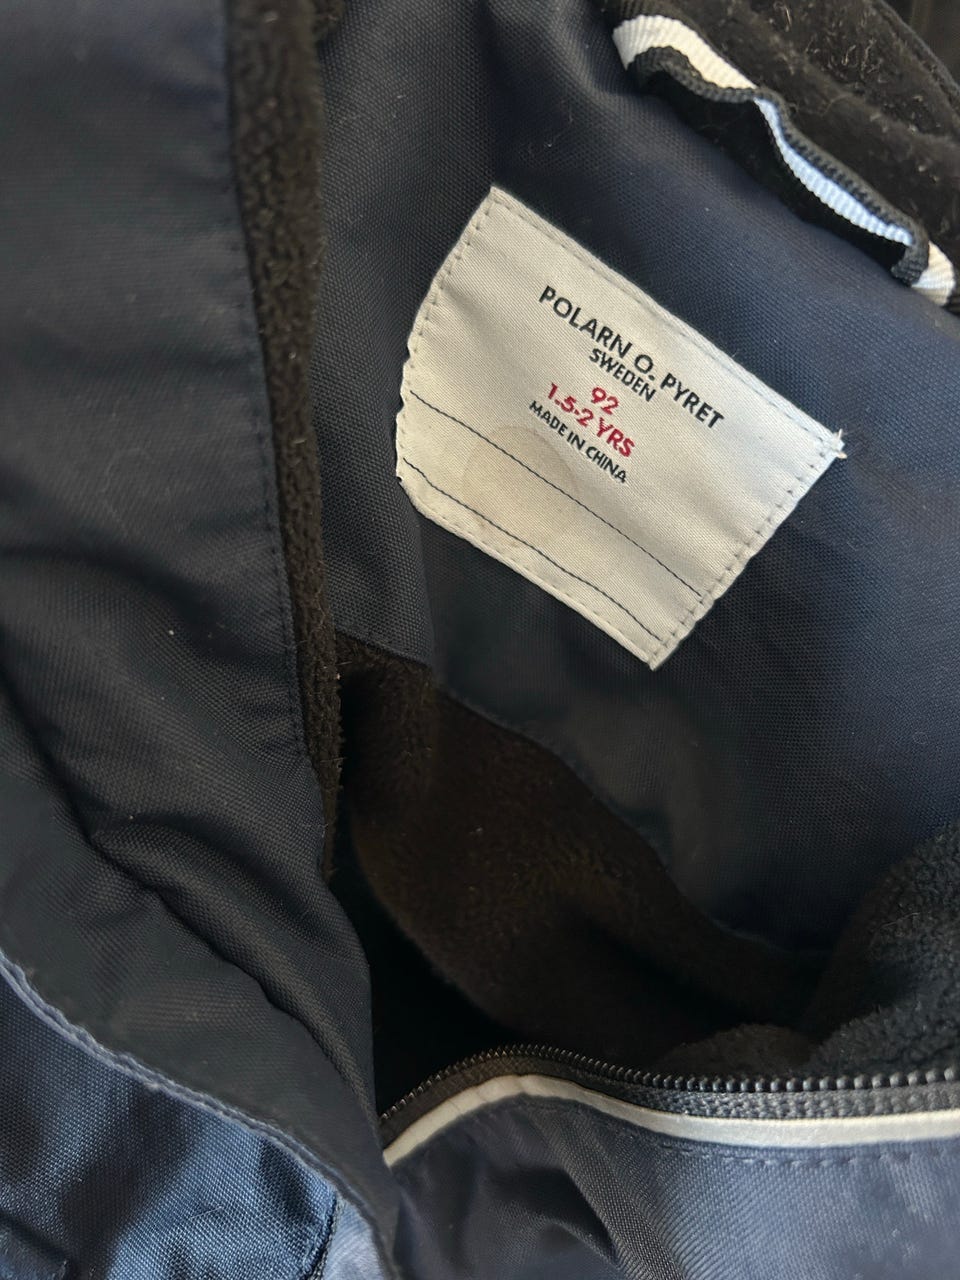 POLARN O. PYRET
SWEDEN
92
1.5-2 YRS
MADE IN CHINA